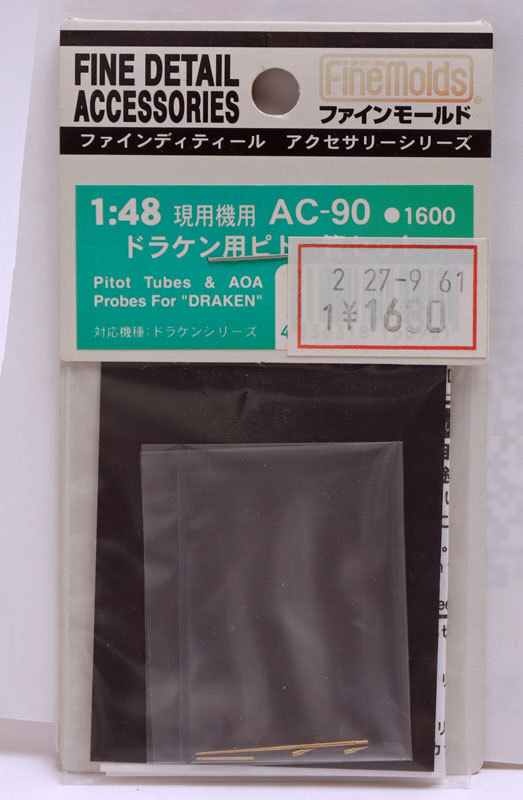 FINE DETAIL
ACCESSORIES
FineMolds
®
ファインモールド
ファインディティール アクセサリーシリーズ
1:48 現用機用 AC-90 ●1600
ドラケン用ピト
Pitot Tubes & AOA
Probes For "DRAKEN"
対応機種:ドラケンシリーズ
4
2 27-9 61
1¥1680